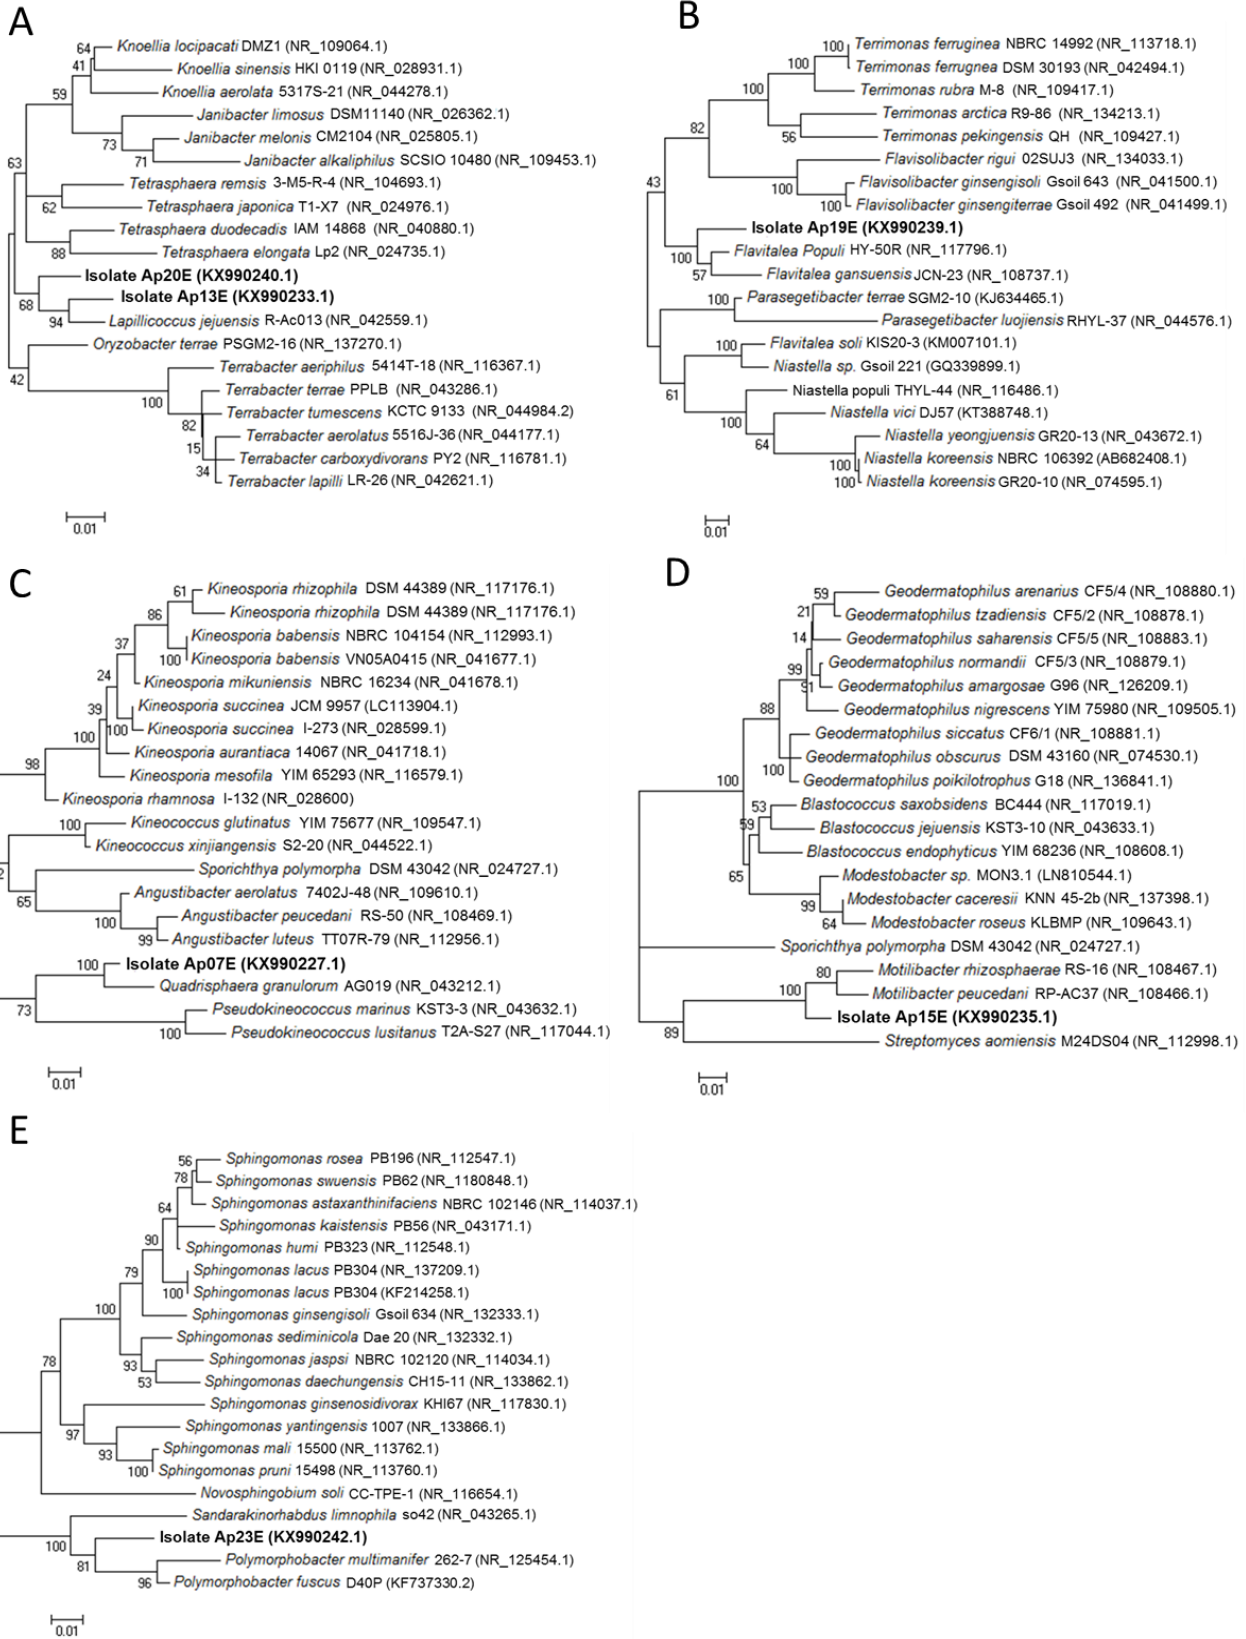 A
64
Knoellia locipacati DMZ1 (NR_109064.1)
41
Knoellia sinensis HKI 0119 (NR_028931.1)
59
Knoellia aerolata 5317S-21 (NR_044278.1)
Janibacter limosus DSM11140 (NR_026362.1)
73
Janibacter melonis CM2104 (NR_025805.1)
71
Janibacter alkaliphilus SCSIO 10480 (NR_109453.1)
63
Tetrasphaera remsis 3-M5-R-4 (NR_104693.1)
62
Tetrasphaera japonica T1-X7 (NR_024976.1)
Tetrasphaera duodecadis IAM 14868 (NR_040880.1)
88
Tetrasphaera elongata Lp2 (NR_024735.1)
Isolate Ap20E (KX990240.1)
68
Isolate Ap13E (KX990233.1)
94
Lapillicoccus jejuensis R-Ac013 (NR_042559.1)
Oryzobacter terrae PSGM2-16 (NR_137270.1)
42
Terrabacter aeriphilus 5414T-18 (NR_116367.1)
100
Terrabacter terrae PPLB (NR_043286.1)
82
Terrabacter tumescens KCTC 9133 (NR_044984.2)
15
Terrabacter aerolatus 5516J-36 (NR_044177.1)
34
Terrabacter carboxydivorans PY2 (NR_116781.1)
Terrabacter lapilli LR-26 (NR_042621.1)
0.01
B
100
Terrimonas ferruginea NBRC 14992 (NR_113718.1)
100
Terrimonas ferrugnea DSM 30193 (NR_042494.1)
100
Terrimonas rubra M-8 (NR_109417.1)
Terrimonas arctica R9-86 (NR_134213.1)
82
56
Terrimonas pekingensis QH (NR_109427.1)
Flavisolibacter rigui 02SUJ3 (NR_134033.1)
43
100
Flavisolibacter ginsengisoli Gsoil 643 (NR_041500.1)
100
Flavisolibacter ginsengiterrae Gsoil 492 (NR_041499.1)
Isolate Ap19E (KX990239.1)
100
Flavitalea Populi HY-50R (NR_117796.1)
57
Flavitalea gansuensis JCN-23 (NR_108737.1)
100
Parasegetibacter terrae SGM2-10 (KJ634465.1)
Parasegetibacter luojiensis RHYL-37 (NR_044576.1)
100
Flavitalea soli KIS20-3 (KM007101.1)
Niastella sp. Gsoil 221 (GQ339899.1)
61
Niastella populi THYL-44 (NR_116486.1)
100
Niastella vici DJ57 (KT388748.1)
64
Niastella yeongjuensis GR20-13 (NR_043672.1)
100
Niastella koreensis NBRC 106392 (AB682408.1)
100
Niastella koreensis GR20-10 (NR_074595.1)
0.01
C
61
Kineosporia rhizophila DSM 44389 (NR_117176.1)
86
Kineosporia rhizophila DSM 44389 (NR_117176.1)
37
Kineosporia babensis NBRC 104154 (NR_112993.1)
100
Kineosporia babensis VN05A0415 (NR_041677.1)
24
Kineosporia mikuniensis NBRC 16234 (NR_041678.1)
39
Kineosporia succinea JCM 9957 (LC113904.1)
100
Kineosporia succinea I-273 (NR_028599.1)
100
Kineosporia aurantiaca 14067 (NR_041718.1)
98
Kineosporia mesofila YIM 65293 (NR_116579.1)
Kineosporia rhamnosa I-132 (NR_028600)
100
Kineococcus glutinatus YIM 75677 (NR_109547.1)
Kineococcus xinjiangensis S2-20 (NR_044522.1)
2
Sporichthya polymorpha DSM 43042 (NR_024727.1)
65
Angustibacter aerolatus 7402J-48 (NR_109610.1)
100
Angustibacter peucedani RS-50 (NR_108469.1)
99
Angustibacter luteus TT07R-79 (NR_112956.1)
100
Isolate Ap07E (KX990227.1)
Quadrisphaera granulorum AG019 (NR_043212.1)
73
Pseudokineococcus marinus KST3-3 (NR_043632.1)
100
Pseudokineococcus lusitanus T2A-S27 (NR_117044.1)
0.01
D
59
Geodermatophilus arenarius CF5/4 (NR_108880.1)
21
Geodermatophilus tzadiensis CF5/2 (NR_108878.1)
14
Geodermatophilus saharensis CF5/5 (NR_108883.1)
99
Geodermatophilus normandii CF5/3 (NR_108879.1)
91
Geodermatophilus amargosae G96 (NR_126209.1)
88
Geodermatophilus nigrescens YIM 75980 (NR_109505.1)
Geodermatophilus siccatus CF6/1 (NR_108881.1)
100
Geodermatophilus obscurus DSM 43160 (NR_074530.1)
100
Geodermatophilus poikilotrophus G18 (NR_136841.1)
53
Blastococcus saxobsidens BC444 (NR_117019.1)
59
Blastococcus jejuensis KST3-10 (NR_043633.1)
Blastococcus endophyticus YIM 68236 (NR_108608.1)
65
Modestobacter sp. MON3.1 (LN810544.1)
99
Modestobacter caceresii KNN 45-2b (NR_137398.1)
64
Modestobacter roseus KLBMP (NR_109643.1)
Sporichthya polymorpha DSM 43042 (NR_024727.1)
80
Motilibacter rhizosphaerae RS-16 (NR_108467.1)
100
Motilibacter peucedani RP-AC37 (NR_108466.1)
Isolate Ap15E (KX990235.1)
89
Streptomyces aomiensis M24DS04 (NR_112998.1)
0.01
E
56
Sphingomonas rosea PB196 (NR_112547.1)
78
Sphingomonas swuensis PB62 (NR_1180848.1)
64
Sphingomonas astaxanthinifaciens NBRC 102146 (NR_114037.1)
Sphingomonas kaistensis PB56 (NR_043171.1)
90
Sphingomonas humi PB323 (NR_112548.1)
79
Sphingomonas lacus PB304 (NR_137209.1)
100
Sphingomonas lacus PB304 (KF214258.1)
100
Sphingomonas ginsengisoli Gsoil 634 (NR_132333.1)
Sphingomonas sediminicola Dae 20 (NR_132332.1)
78
93
Sphingomonas jaspsi NBRC 102120 (NR_114034.1)
53
Sphingomonas daechungensis CH15-11 (NR_133862.1)
Sphingomonas ginsenosidivorax KHI67 (NR_117830.1)
97
Sphingomonas yantingensis 1007 (NR_133866.1)
93
Sphingomonas mali 15500 (NR_113762.1)
100
Sphingomonas pruni 15498 (NR_113760.1)
Novosphingobium soli CC-TPE-1 (NR_116654.1)
Sandarakinorhabdus limnophila so42 (NR_043265.1)
100
Isolate Ap23E (KX990242.1)
81
Polymorphobacter multimanifer 262-7 (NR_125454.1)
96
Polymorphobacter fuscus D40P (KF737330.2)
0.01